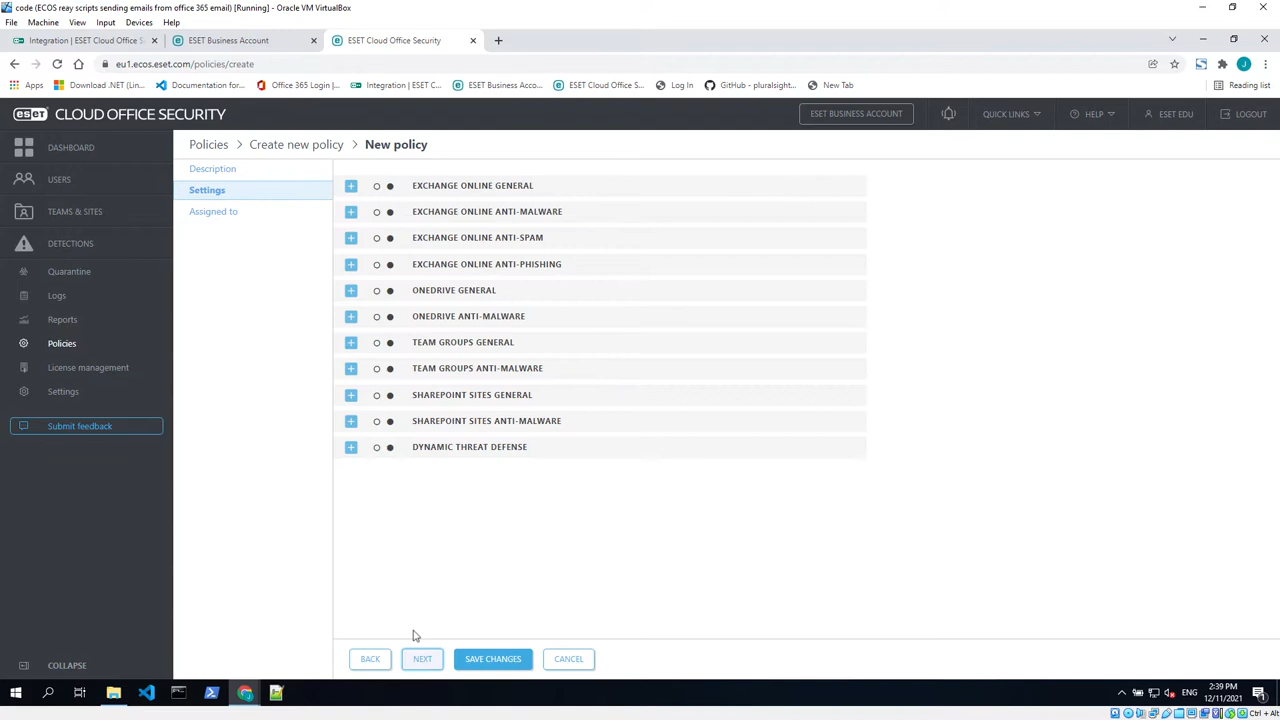 code (ECOS reay scripts sending emails from office 365 email) [Running] - Oracle VM VirtualBox
File Machine View Input Devices Help
Integration | ESET Cloud Office S
ESET Business Account
ESET Cloud Office Security
eu1.ecos.eset.com/policies/create
J
Apps
Download .NET (Lin...
Documentation for...
Office 365 Login |...
Integration | ESET C...
ESET Business Acco...
ESET Cloud Office S...
Log In
GitHub - pluralsight...
New Tab
Reading list
eset CLOUD OFFICE SECURITY
ESET BUSINESS ACCOUNT
QUICK LINKS
HELP
ESET EDU
LOGOUT
DASHBOARD
USERS
TEAMS & SITES
DETECTIONS
Quarantine
Logs
Reports
Policies
License management
Settings
Submit feedback
COLLAPSE
Policies > Create new policy > New policy
Description
Settings
Assigned to
EXCHANGE ONLINE GENERAL
EXCHANGE ONLINE ANTI-MALWARE
EXCHANGE ONLINE ANTI-SPAM
EXCHANGE ONLINE ANTI-PHISHING
ONEDRIVE GENERAL
ONEDRIVE ANTI-MALWARE
TEAM GROUPS GENERAL
TEAM GROUPS ANTI-MALWARE
SHAREPOINT SITES GENERAL
SHAREPOINT SITES ANTI-MALWARE
DYNAMIC THREAT DEFENSE
BACK
NEXT
SAVE CHANGES
CANCEL
ENG
2:39 PM
12/11/2021
1
Ctrl + Alt